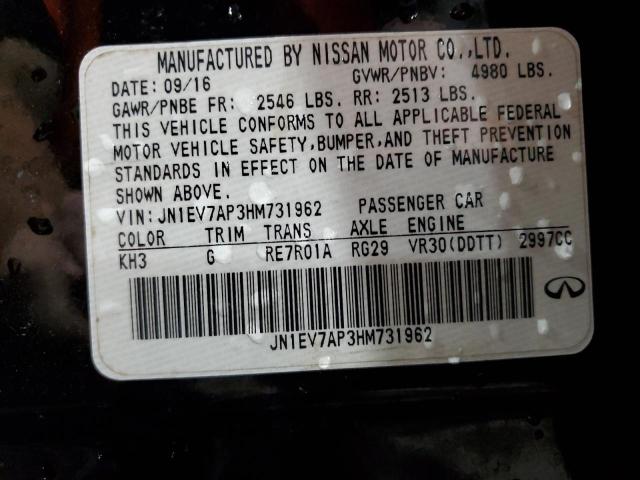 MANUFACTURED BY NISSAN MOTOR CO.,LTD.
DATE: 09/16 GVWR/PNBV: 4980 LBS.
GAWR/PNBE FR: 2546 LBS. RR: 2513 LBS.
THIS VEHICLE CONFORMS TO ALL APPLICABLE FEDERAL
MOTOR VEHICLE SAFETY,BUMPER,AND THEFT PREVENTION
STANDARDS IN EFFECT ON THE DATE OF MANUFACTURE
SHOWN ABOVE.
VIN:JN1EV7AP3HM731962 PASSENGER CAR
COLOR TRIM TRANS AXLE ENGINE
KH3 G RE7R01A RG29 VR30(DDTT) 2997CC
JN1EV7AP3HM731962